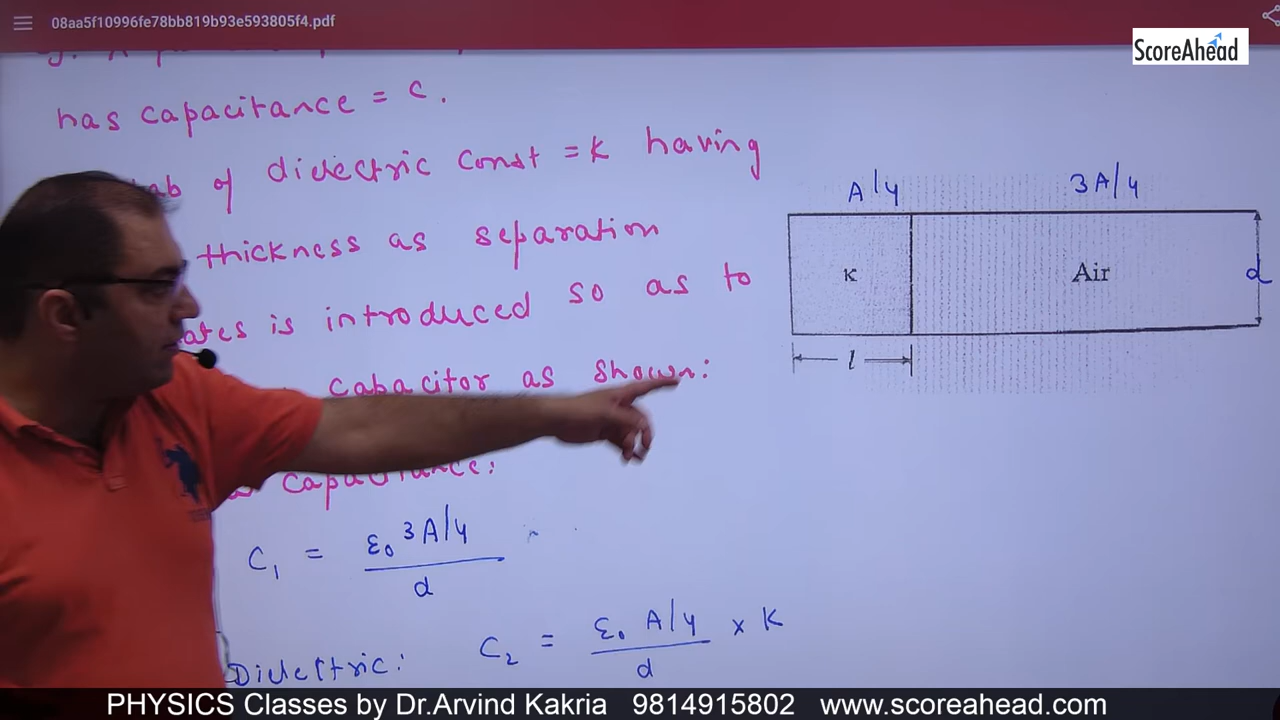 08aa5f10996fe78bb819b93e593805f4.pdf
ScoreAhead
has capacitance = C.
of dielectric const = K having
thickness as separation
is introduced so as to
capacitor as shown:
capacitance:
C₁ = ε₀ 3A/4 / d
Dielectric: C₂ = ε₀ A/4 / d × K
A/4 3A/4
K Air d
l
PHYSICS Classes by Dr.Arvind Kakria 9814915802 www.scoreahead.com